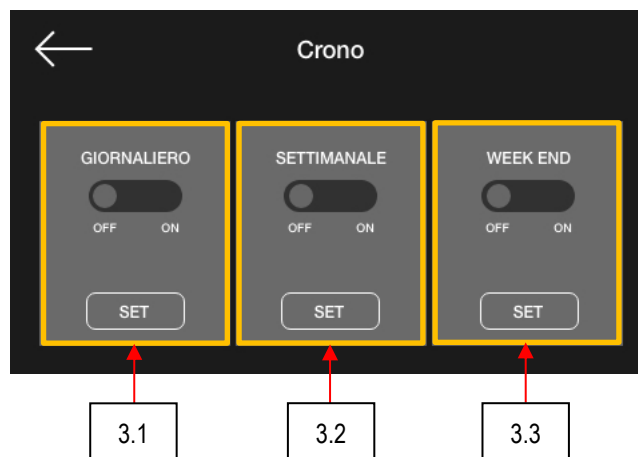 Crono
GIORNALIERO
OFF ON
SET
SETTIMANALE
OFF ON
SET
WEEK END
OFF ON
SET
3.1
3.2
3.3